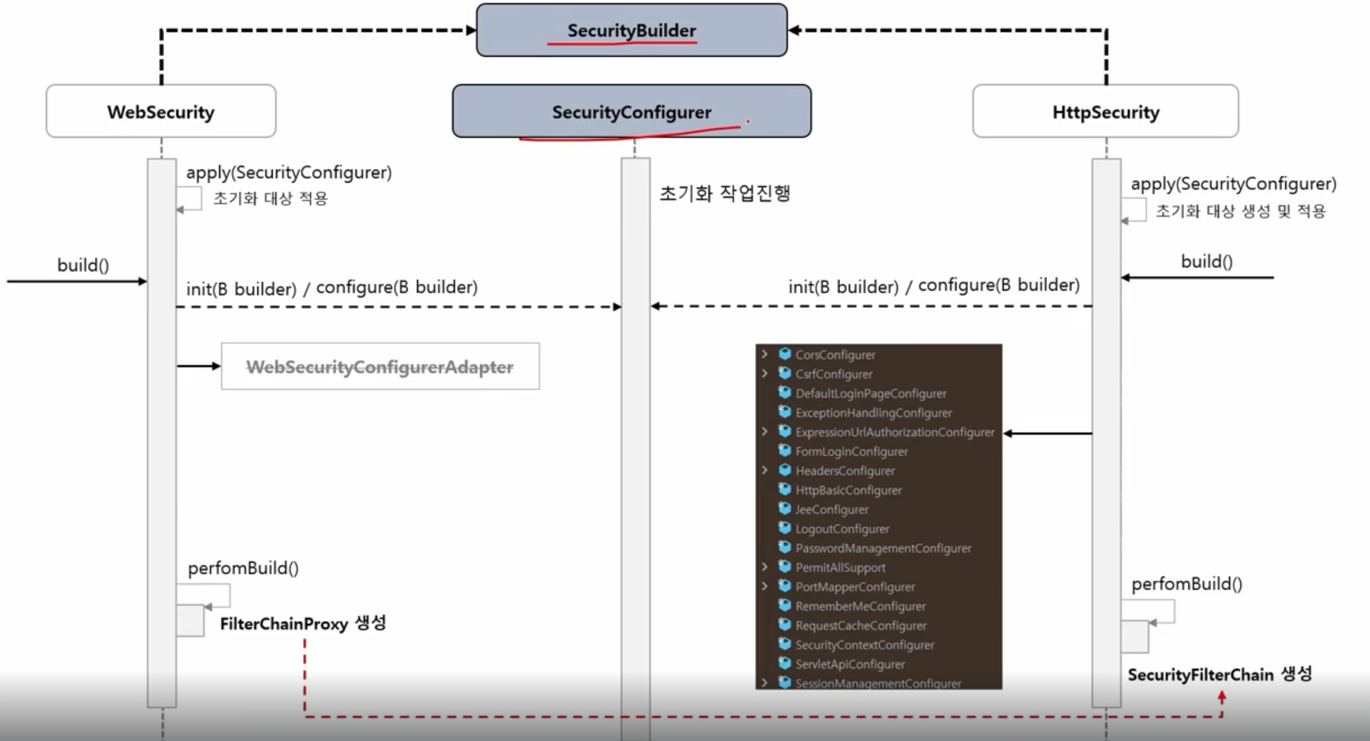 SecurityBuilder
WebSecurity
SecurityConfigurer
HttpSecurity
apply(SecurityConfigurer)
초기화 대상 적용
초기화 작업진행
apply(SecurityConfigurer)
초기화 대상 생성 및 적용
build()
build()
init(B builder) / configure(B builder)
init(B builder) / configure(B builder)
WebSecurityConfigurerAdapter
CorsConfigurer
CsrfConfigurer
DefaultLoginPageConfigurer
ExceptionHandlingConfigurer
ExpressionUrlAuthorizationConfigurer
FormLoginConfigurer
HeadersConfigurer
HttpBasicConfigurer
JeeConfigurer
LogoutConfigurer
PasswordManagementConfigurer
PermitAllSupport
PortMapperConfigurer
RememberMeConfigurer
RequestCacheConfigurer
SecurityContextConfigurer
ServletApiConfigurer
SessionManagementConfigurer
perfomBuild()
FilterChainProxy 생성
perfomBuild()
SecurityFilterChain 생성